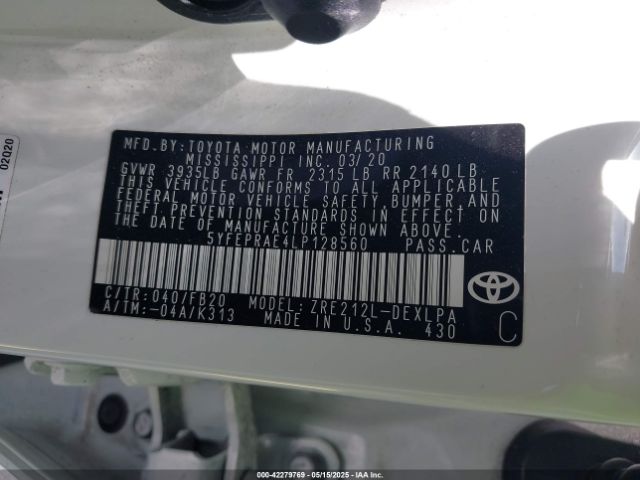 MFD.BY:TOYOTA MOTOR MANUFACTURING
MISSISSIPPI INC. 03/20
GVWR 3935LB GAWR FR 2315 LB RR 2140 LB
THIS VEHICLE CONFORMS TO ALL APPLICABLE
FEDERAL MOTOR VEHICLE SAFETY, BUMPER, AND
THEFT PREVENTION STANDARDS IN EFFECT ON
THE DATE OF MANUFACTURE SHOWN ABOVE.
5YFEPRAE4LP128560 PASS.CAR
C/TR:040/FB20 MODEL:ZRE212L-DEXLPA
A/TM:-04A/K313 MADE IN U.S.A. 430
TOYOTA
C
02Q20
000-42279769 - 05/15/2025 - IAA Inc.